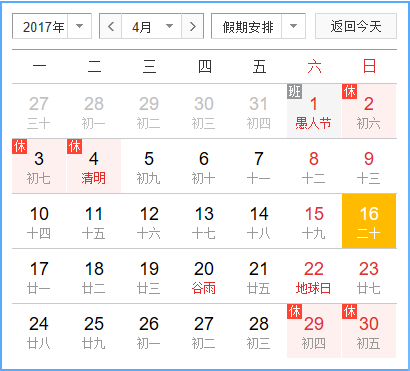 2017年 4月 假期安排 返回今天
一 二 三 四 五 六 日
27 28 29 30 31 班 1 休 2
三十 初一 初二 初三 初四 愚人节 初六
休 3 休 4 5 6 7 8 9
初七 清明 初九 初十 十一 十二 十三
10 11 12 13 14 15 16
十四 十五 十六 十七 十八 十九 二十
17 18 19 20 21 22 23
廿一 廿二 廿三 谷雨 廿五 地球日 廿七
24 25 26 27 28 休 29 休 30
廿八 廿九 初一 初二 初三 初四 初五